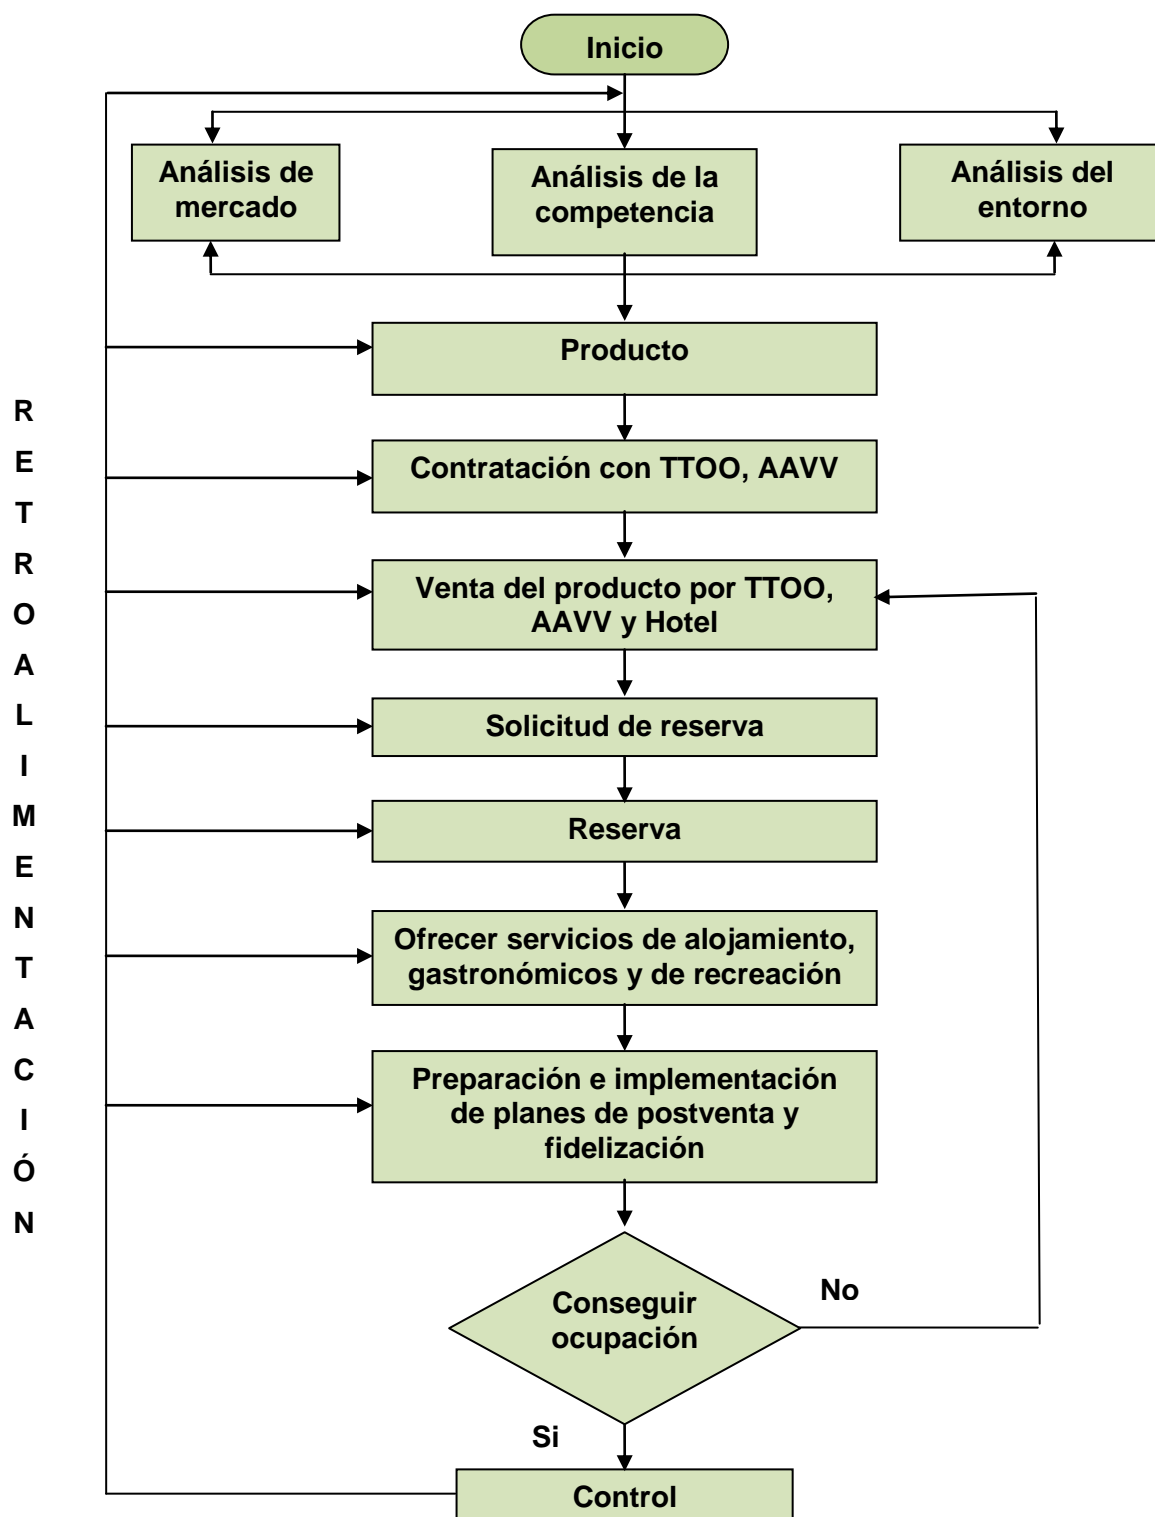 Inicio
Análisis de
mercado
Análisis de la
competencia
Análisis del
entorno
Producto
Contratación con TTOO, AAVV
Venta del producto por TTOO,
AAVV y Hotel
Solicitud de reserva
Reserva
Ofrecer servicios de alojamiento,
gastronómicos y de recreación
Preparación e implementación
de planes de postventa y
fidelización
Conseguir
ocupación
No
Si
Control
R
E
T
R
O
A
L
I
M
E
N
T
A
C
I
Ó
N